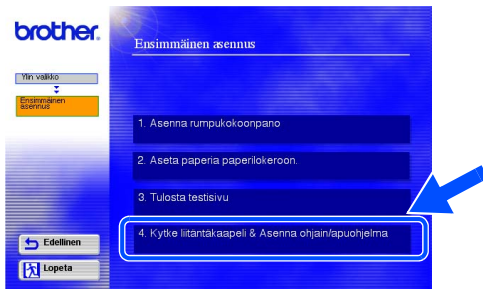 brother.
Ensimmäinen asennus
Ylin valikko
Ensimmäinen
asennus
1. Asenna rumpukokoonpano
2. Aseta paperia paperilokeroon.
3. Tulosta testisivu
4. Kytke liitäntäkaapeli & Asenna ohjain/apuohjelma
Edellinen
Lopeta